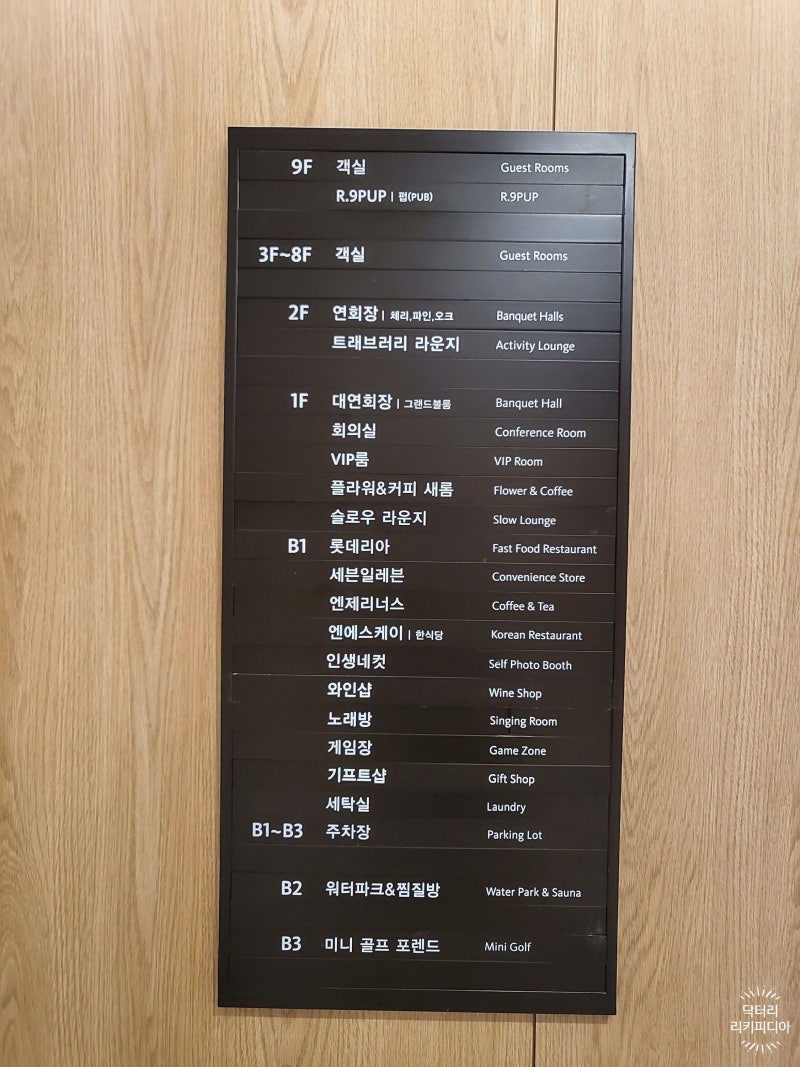 9F 객실 Guest Rooms
R.9PUP | 펍(PUB) R.9PUP
3F~8F 객실 Guest Rooms
2F 연회장 | 체리,파인,오크 Banquet Halls
트래브러리 라운지 Activity Lounge
1F 대연회장 | 그랜드볼룸 Banquet Hall
회의실 Conference Room
VIP룸 VIP Room
플라워&커피 새롬 Flower & Coffee
슬로우 라운지 Slow Lounge
B1 롯데리아 Fast Food Restaurant
세븐일레븐 Convenience Store
엔제리너스 Coffee & Tea
엔에스케이 | 한식당 Korean Restaurant
인생네컷 Self Photo Booth
와인샵 Wine Shop
노래방 Singing Room
게임장 Game Zone
기프트샵 Gift Shop
세탁실 Laundry
B1~B3 주차장 Parking Lot
B2 워터파크&찜질방 Water Park & Sauna
B3 미니 골프 포렌드 Mini Golf
닥터리
리키피디아